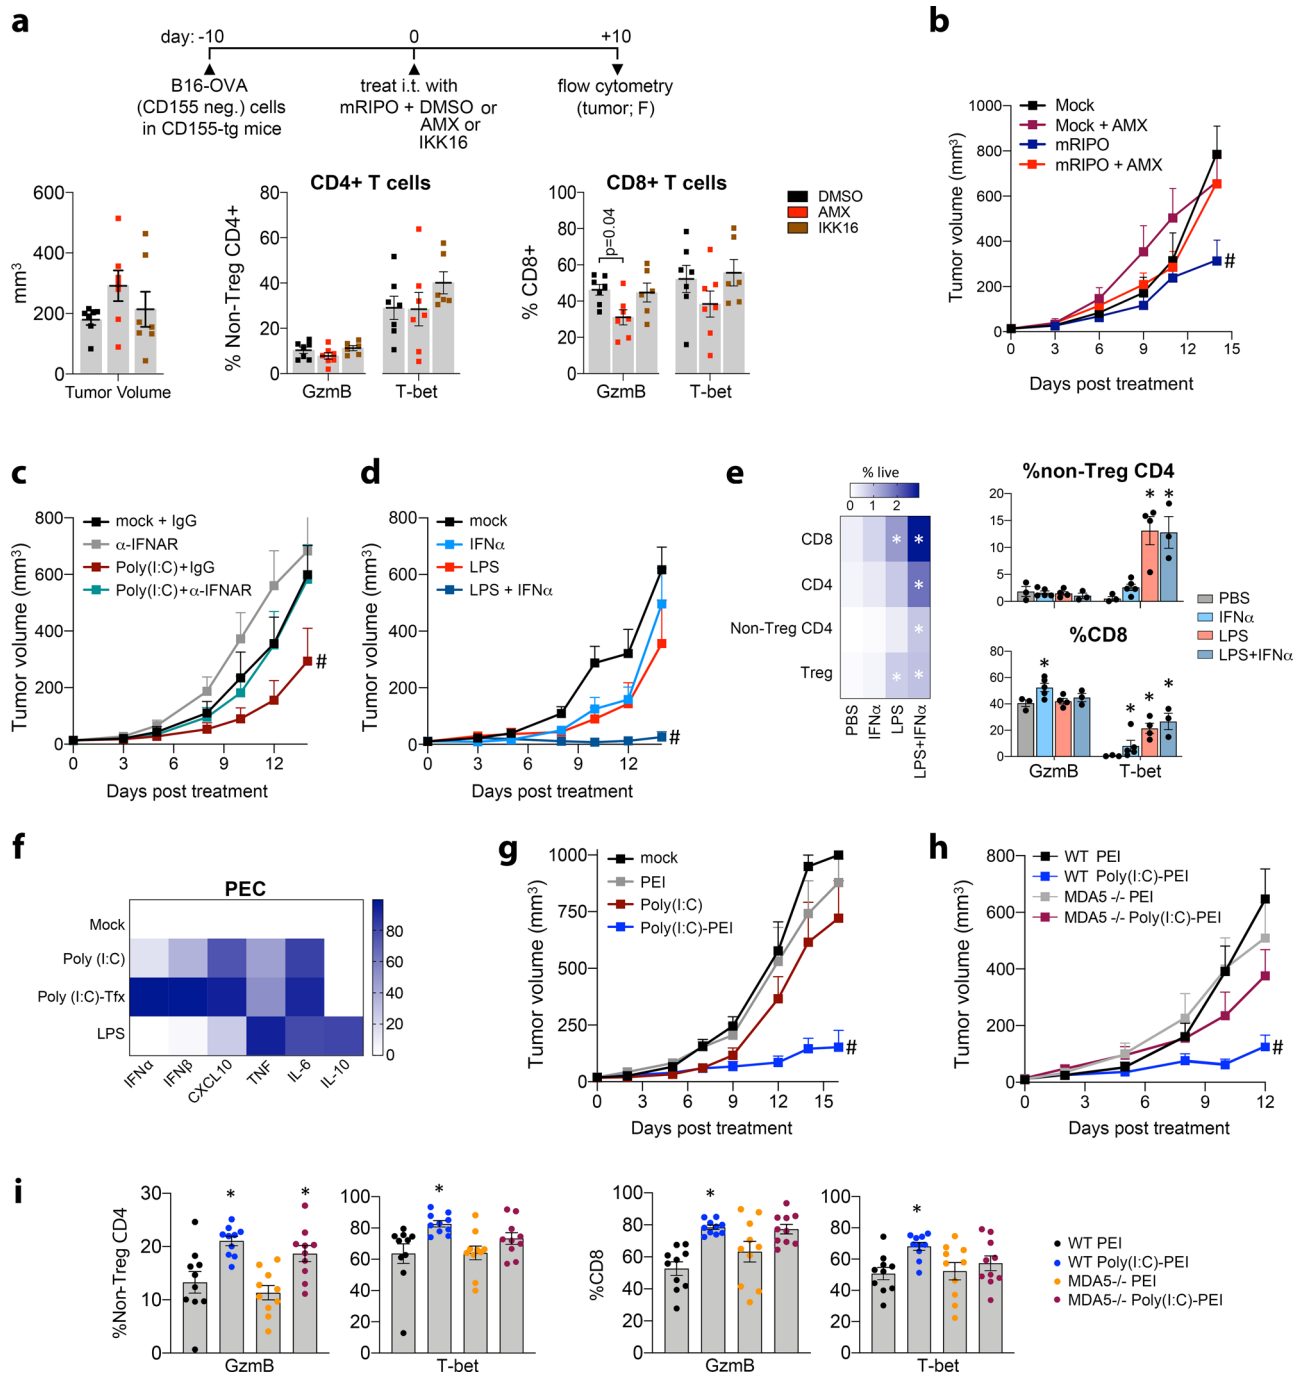 a
day: -10
0
+10
B16-OVA
(CD155 neg.) cells
in CD155-tg mice
treat i.t. with
mRIPO + DMSO or
AMX or
IKK16
flow cytometry
(tumor; F)
mm³
600
400
200
0
Tumor Volume
CD4+ T cells
% Non-Treg CD4+
80
60
40
20
0
GzmB
T-bet
CD8+ T cells
% CD8+
100
80
60
40
20
0
p=0.04
GzmB
T-bet
DMSO
AMX
IKK16
b
Tumor volume (mm³)
1000
800
600
400
200
0
Mock
Mock + AMX
mRIPO
mRIPO + AMX
#
0 3 6 9 12 15
Days post treatment
c
Tumor volume (mm³)
800
600
400
200
0
mock + IgG
α-IFNAR
Poly(I:C)+IgG
Poly(I:C)+α-IFNAR
#
0 3 6 9 12
Days post treatment
d
Tumor volume (mm³)
800
600
400
200
0
mock
IFNα
LPS
LPS + IFNα
#
0 3 6 9 12
Days post treatment
e
% live
0 1 2
CD8
* *
CD4
*
Non-Treg CD4
*
Treg
* *
PBS
IFNα
LPS
LPS+IFNα
%non-Treg CD4
20
15
10
5
0
* *
%CD8
80
60
40
20
0
*
* * *
GzmB
T-bet
PBS
IFNα
LPS
LPS+IFNα
f
PEC
Mock
Poly (I:C)
Poly (I:C)-Tfx
LPS
IFNα
IFNβ
CXCL10
TNF
IL-6
IL-10
80
60
40
20
0
g
Tumor volume (mm³)
1000
750
500
250
0
mock
PEI
Poly(I:C)
Poly(I:C)-PEI
#
0 3 6 9 12 15
Days post treatment
h
Tumor volume (mm³)
800
600
400
200
0
WT PEI
WT Poly(I:C)-PEI
MDA5 -/- PEI
MDA5 -/- Poly(I:C)-PEI
#
0 3 6 9 12
Days post treatment
i
%Non-Treg CD4
30
20
10
0
* *
GzmB
100
80
60
40
20
0
*
T-bet
%CD8
100
80
60
40
20
0
*
GzmB
100
80
60
40
20
0
*
T-bet
WT PEI
WT Poly(I:C)-PEI
MDA5-/- PEI
MDA5-/- Poly(I:C)-PEI